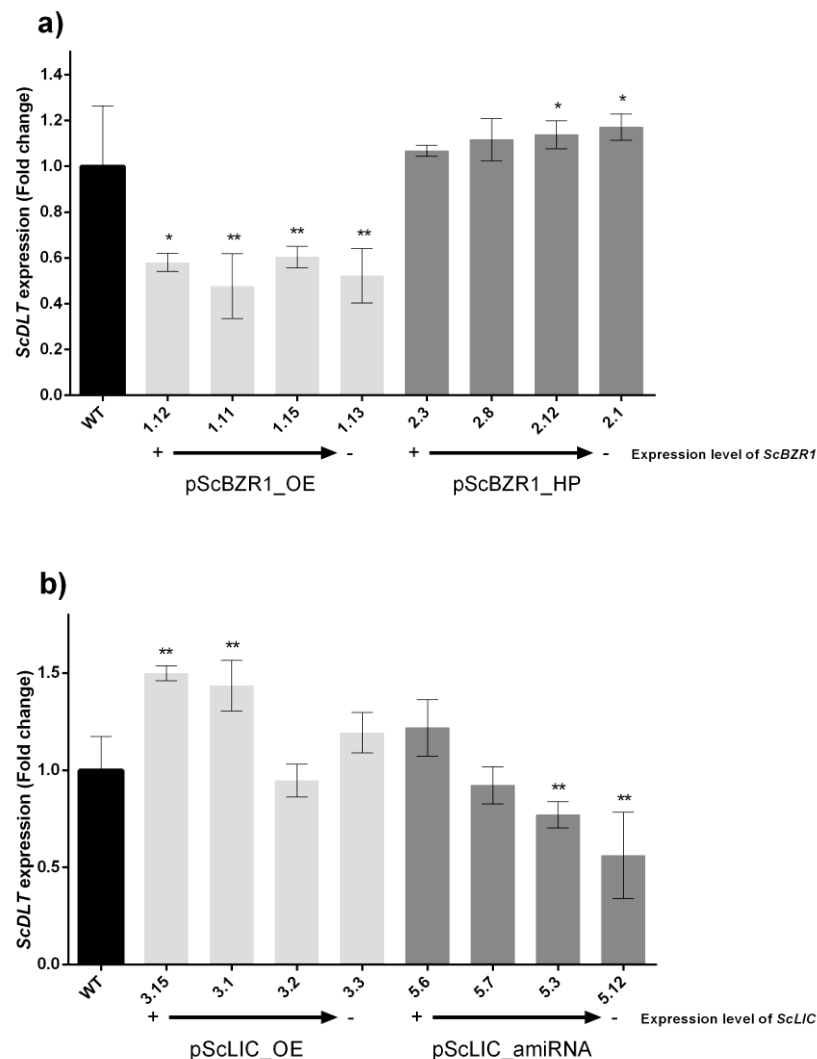 a)
ScDLT expression (Fold change)
1.4
1.2
1.0
0.8
0.6
0.4
0.2
0.0
* ** ** ** * *
WT 1.12 1.11 1.15 1.13 2.3 2.8 2.12 2.1
+ - + - Expression level of ScBZR1
pScBZR1_OE pScBZR1_HP
b)
ScDLT expression (Fold change)
1.5
1.0
0.5
0.0
** ** ** **
WT 3.15 3.1 3.2 3.3 5.6 5.7 5.3 5.12
+ - + - Expression level of ScLIC
pScLIC_OE pScLIC_amiRNA